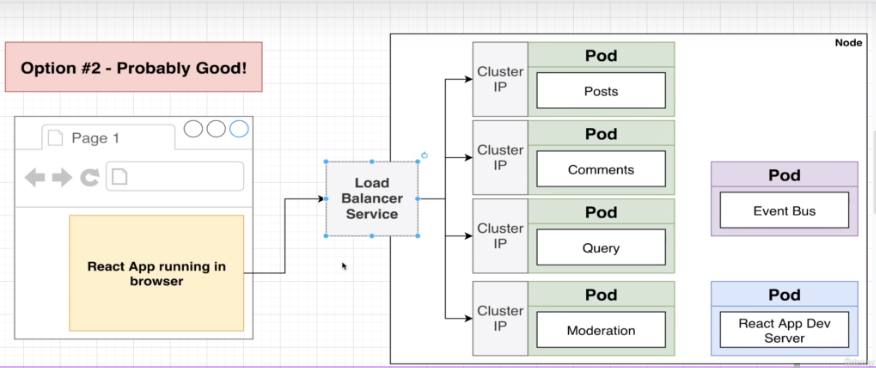 Option #2 - Probably Good!
Page 1
React App running in
browser
Load
Balancer
Service
Node
Cluster
IP
Pod
Posts
Cluster
IP
Pod
Comments
Cluster
IP
Pod
Query
Cluster
IP
Pod
Moderation
Pod
Event Bus
Pod
React App Dev
Server